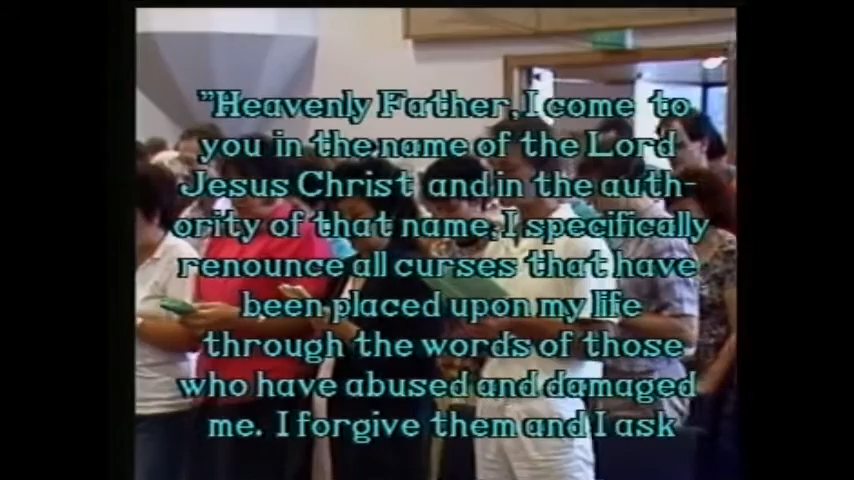 "Heavenly Father, I come to
you in the name of the Lord
Jesus Christ and in the auth-
ority of that name, I specifically
renounce all curses that have
been placed upon my life
through the words of those
who have abused and damaged
me. I forgive them and I ask